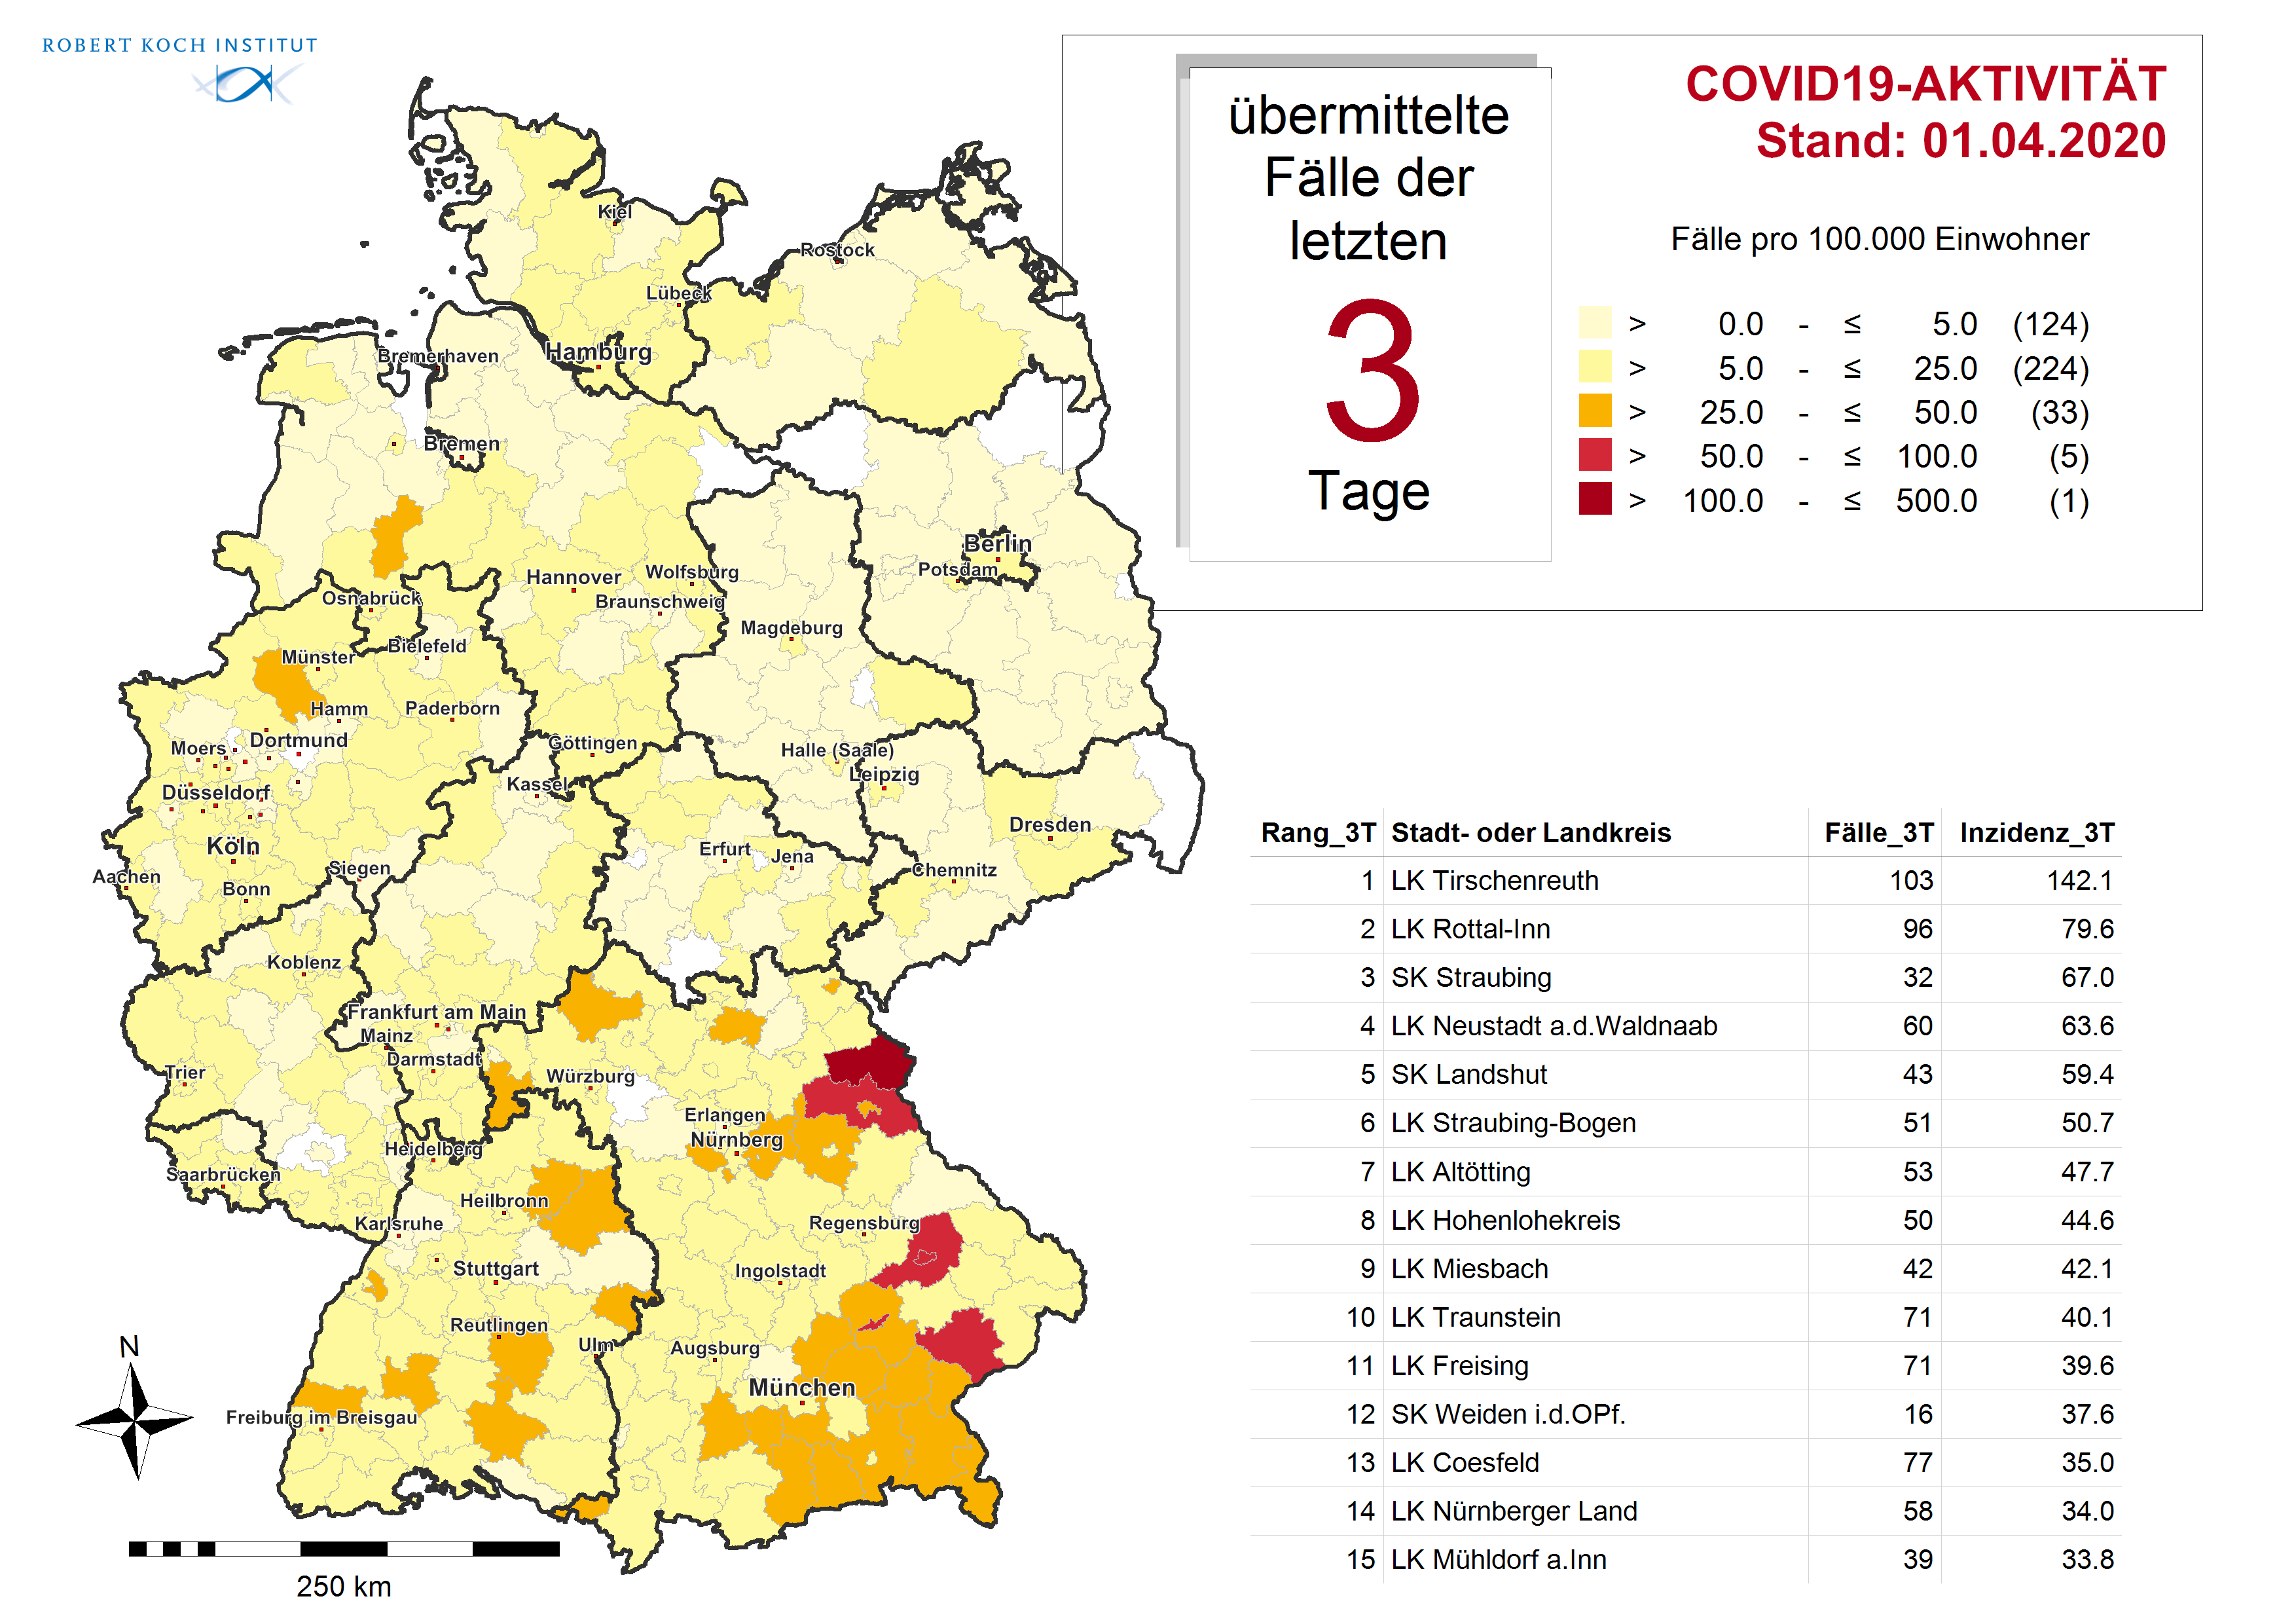 ROBERT KOCH INSTITUT
übermittelte
Fälle der
letzten
3
Tage
COVID19-AKTIVITÄT
Stand: 01.04.2020
Fälle pro 100.000 Einwohner
> 0.0 - ≤ 5.0 (124)
> 5.0 - ≤ 25.0 (224)
> 25.0 - ≤ 50.0 (33)
> 50.0 - ≤ 100.0 (5)
> 100.0 - ≤ 500.0 (1)
Kiel
Rostock
Lübeck
Bremerhaven
Hamburg
Bremen
Berlin
Potsdam
Hannover
Wolfsburg
Osnabrück
Braunschweig
Magdeburg
Bielefeld
Münster
Hamm
Paderborn
Moers
Dortmund
Göttingen
Halle (Saale)
Leipzig
Kassel
Düsseldorf
Dresden
Köln
Erfurt
Jena
Siegen
Chemnitz
Aachen
Bonn
Koblenz
Frankfurt am Main
Mainz
Darmstadt
Trier
Würzburg
Erlangen
Nürnberg
Heidelberg
Saarbrücken
Heilbronn
Karlsruhe
Regensburg
Stuttgart
Ingolstadt
Reutlingen
Ulm
Augsburg
München
Freiburg im Breisgau
N
250 km
Rang_3T Stadt- oder Landkreis Fälle_3T Inzidenz_3T
1 LK Tirschenreuth 103 142.1
2 LK Rottal-Inn 96 79.6
3 SK Straubing 32 67.0
4 LK Neustadt a.d.Waldnaab 60 63.6
5 SK Landshut 43 59.4
6 LK Straubing-Bogen 51 50.7
7 LK Altötting 53 47.7
8 LK Hohenlohekreis 50 44.6
9 LK Miesbach 42 42.1
10 LK Traunstein 71 40.1
11 LK Freising 71 39.6
12 SK Weiden i.d.OPf. 16 37.6
13 LK Coesfeld 77 35.0
14 LK Nürnberger Land 58 34.0
15 LK Mühldorf a.Inn 39 33.8